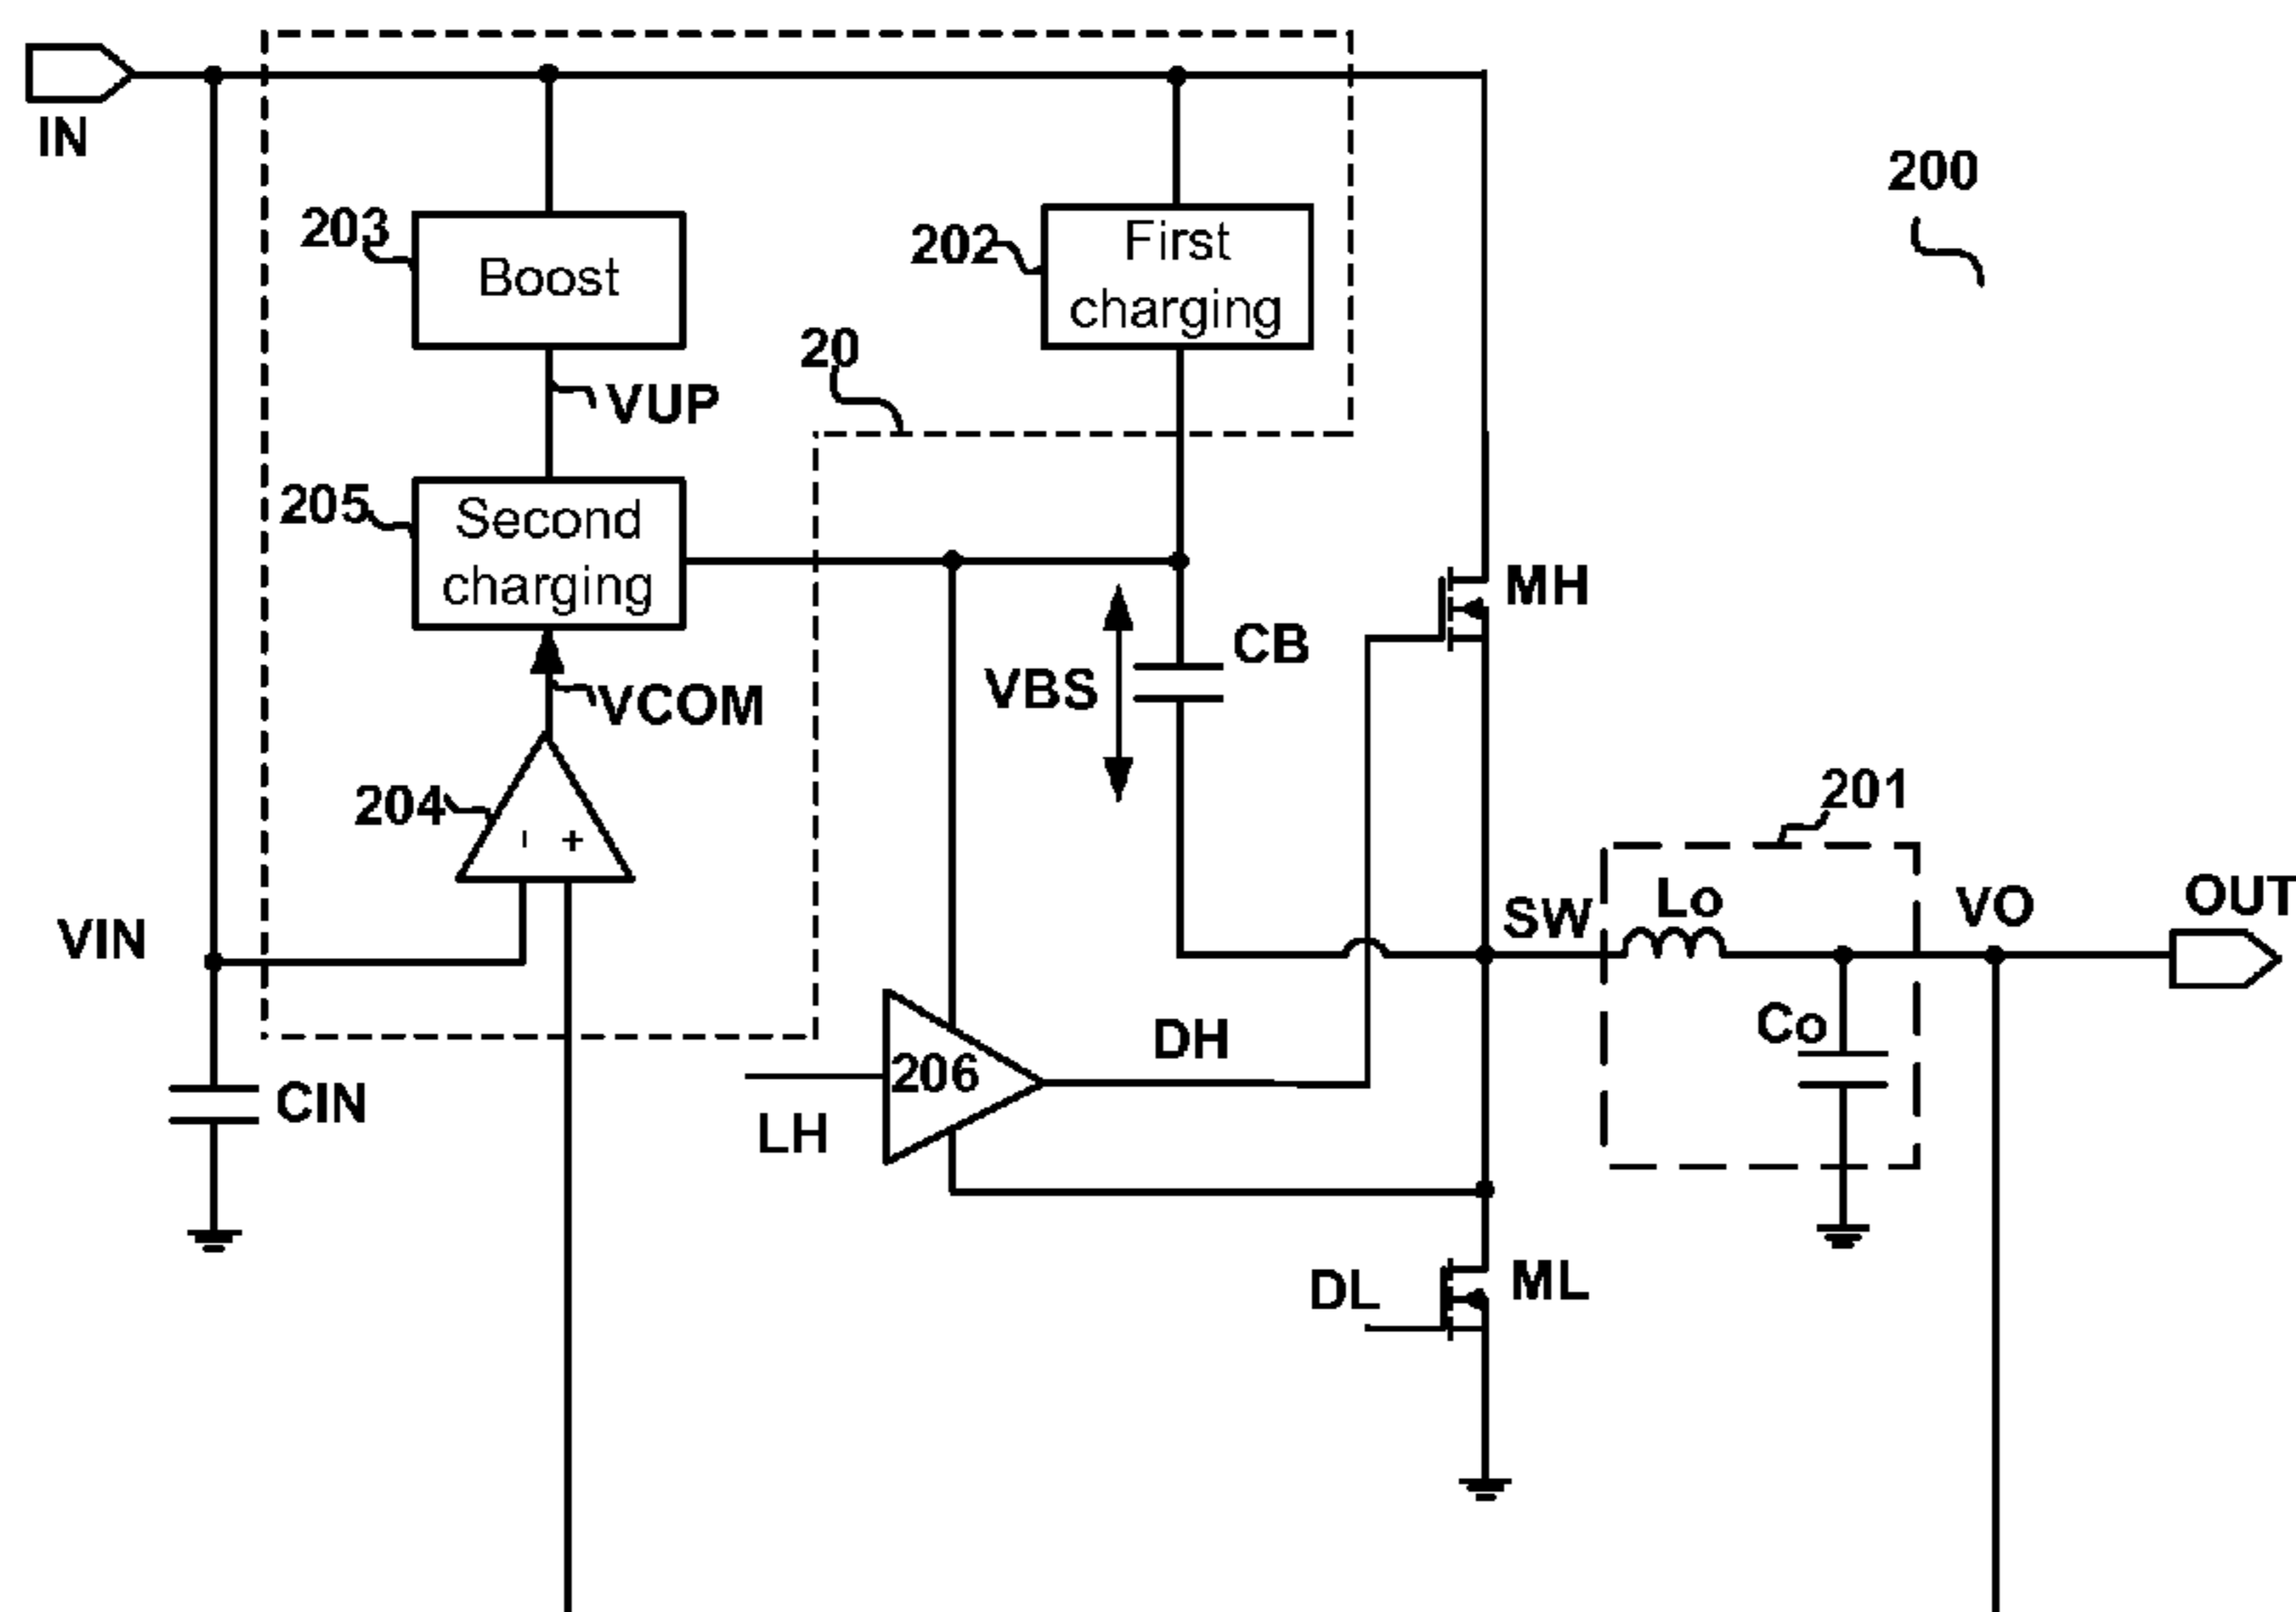 IN
200
203
Boost
202
First
charging
20
VUP
205
Second
charging
MH
CB
VBS
VCOM
204
- +
201
Lo
SW
VO
OUT
VIN
Co
DH
206
CIN
LH
DL
ML